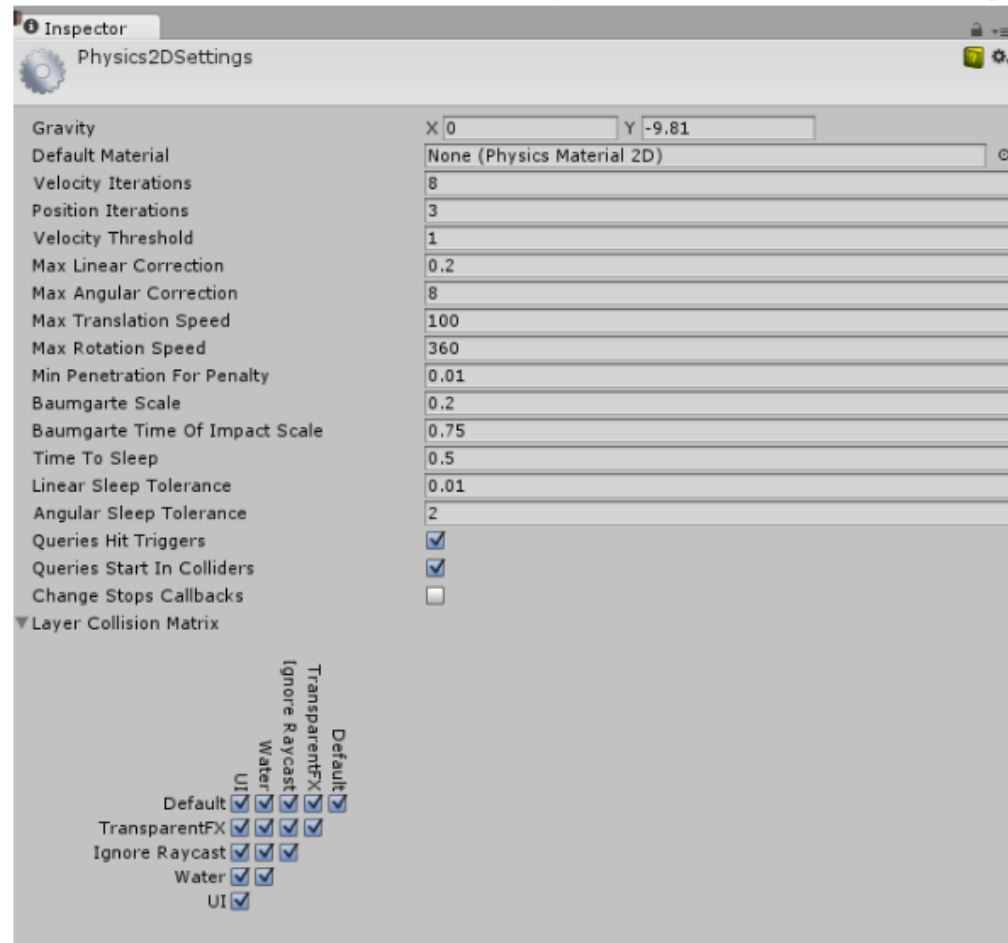 Inspector
Physics2DSettings
Gravity X 0 Y -9.81
Default Material None (Physics Material 2D)
Velocity Iterations 8
Position Iterations 3
Velocity Threshold 1
Max Linear Correction 0.2
Max Angular Correction 8
Max Translation Speed 100
Max Rotation Speed 360
Min Penetration For Penalty 0.01
Baumgarte Scale 0.2
Baumgarte Time Of Impact Scale 0.75
Time To Sleep 0.5
Linear Sleep Tolerance 0.01
Angular Sleep Tolerance 2
Queries Hit Triggers
Queries Start In Colliders
Change Stops Callbacks
Layer Collision Matrix
UI
Water
Ignore Raycast
TransparentFX
Default
Default
TransparentFX
Ignore Raycast
Water
UI